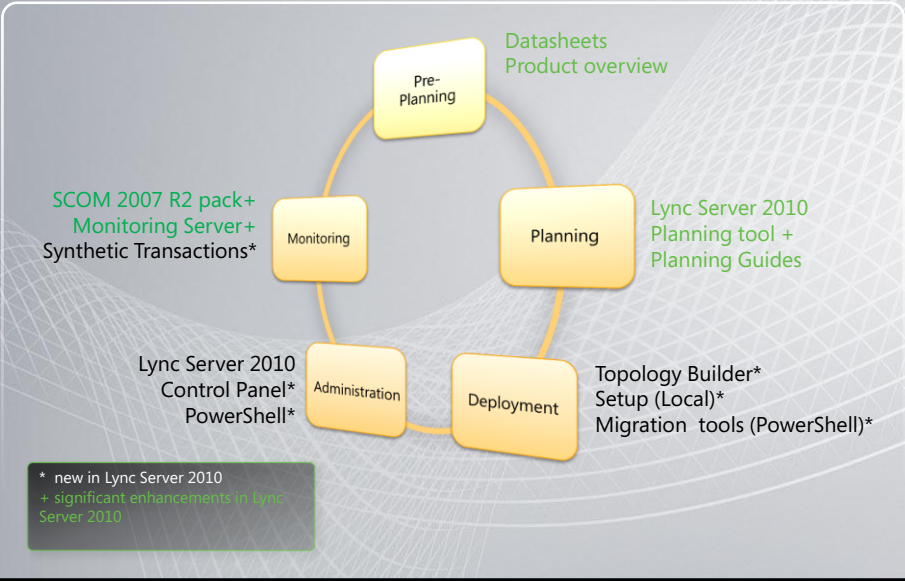 Datasheets
Product overview
Pre-
Planning
SCOM 2007 R2 pack+
Monitoring Server+
Synthetic Transactions*
Monitoring
Planning
Lync Server 2010
Planning tool +
Planning Guides
Lync Server 2010
Control Panel*
PowerShell*
Administration
Deployment
Topology Builder*
Setup (Local)*
Migration  tools (PowerShell)*
*  new in Lync Server 2010
+ significant enhancements in Lync
Server 2010